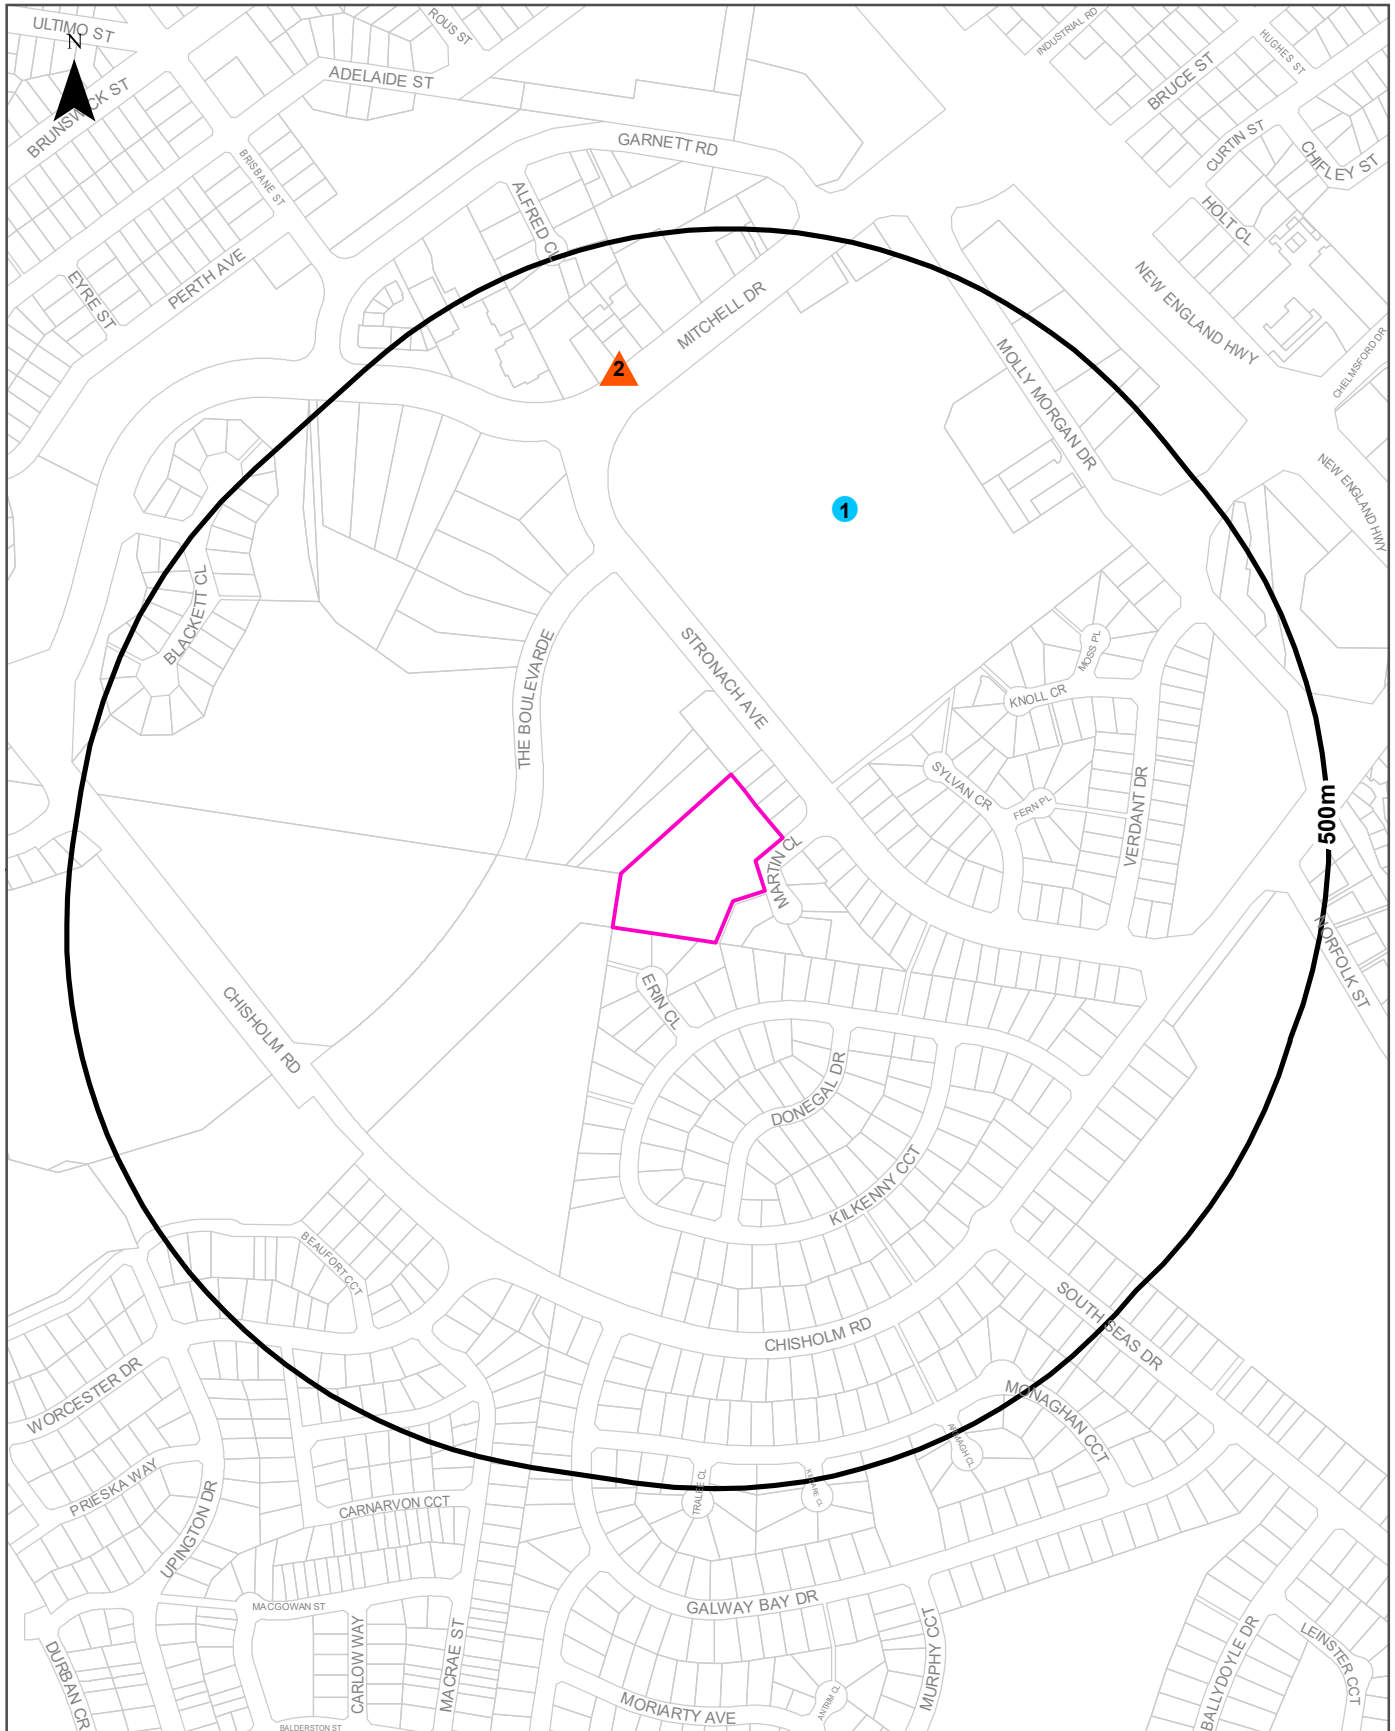 ULTIMO ST
N
ROUS ST
INDUSTRIAL RD
HUGHES ST
BRUNSWICK ST
ADELAIDE ST
BRUCE ST
GARNETT RD
CURTIN ST
CHIFLEY ST
BRISBANE ST
ALFRED CL
HOLT CL
EYRE ST
PERTH AVE
MITCHELL DR
NEW ENGLAND HWY
CHELMSFORD DR
2
MOLLY MORGAN DR
NEW ENGLAND HWY
1
BLACKETT CL
THE BOULEVARDE
STRONACH AVE
MOSS PL
KNOLL CR
SYLVAN CR
FERN PL
VERDANT DR
500m
MARTIN CL
NORFOLK ST
ERIN CL
CHISHOLM RD
DONEGAL DR
KILKENNY CCT
BEAUFORT CCT
SOUTH SEAS DR
CHISHOLM RD
WORCESTER DR
MONAGHAN CCT
ARMAGH CL
PRIESKA WAY
UPINGTON DR
CARNARVON CCT
TRALEE CL
KILDARE CL
MACGOWAN ST
GALWAY BAY DR
DURBAN CR
CARLOW WAY
MACRAE ST
MURPHY CCT
BALLYDOYLE DR
LEINSTER CCT
MORIARTY AVE
ANTRIM CL
BALDERSTON ST